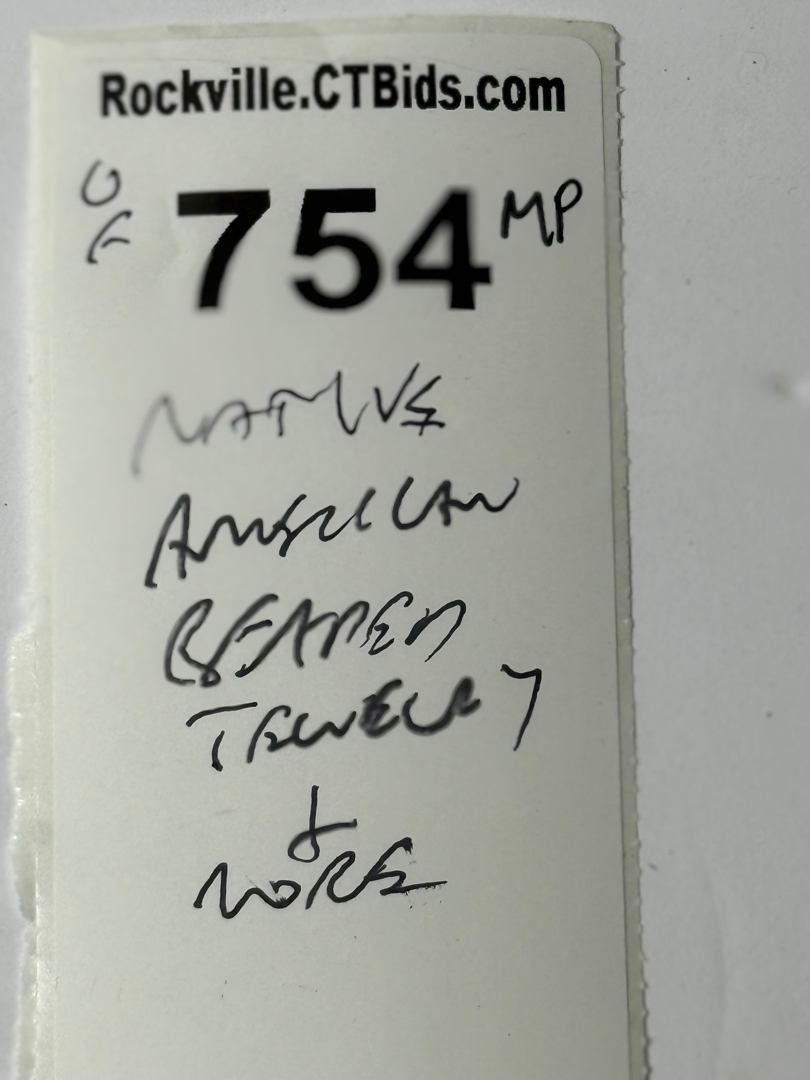 Rockville.CTBids.com
754 MP
NATIVE
AMERICAN
BEADED
JEWELRY
+
MORE